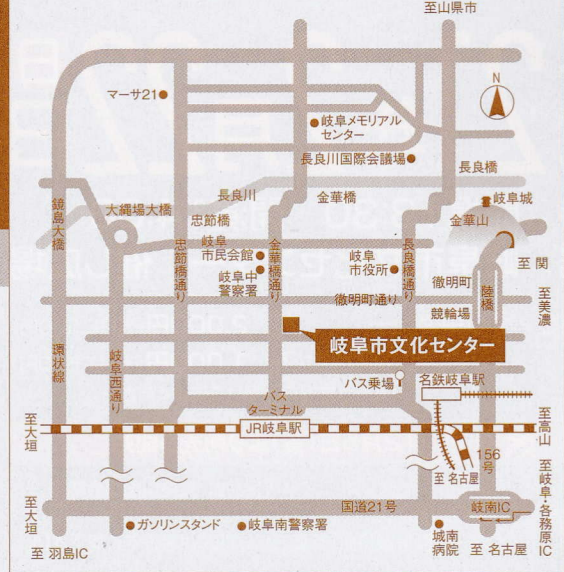 至山県市
マーサ21
N
岐阜メモリアル
センター
長良川国際会議場
長良橋
長良川
金華橋
岐阜城
鏡島大橋
大縄場大橋
忠節橋
金華山
忠節橋通り
岐阜
市民会館
金華橋通り
岐阜
市役所
長良橋通り
至 関
岐阜中
警察署
徹明町
陸橋
徹明町通り
競輪場
至美濃
岐阜市文化センター
環状線
岐阜西通り
バス乗場
名鉄岐阜駅
バス
ターミナル
至大垣
JR岐阜駅
至高山
156
号
至 名古屋
至岐阜・各務原IC
至大垣
国道21号
岐南IC
ガソリンスタンド
岐阜南警察署
城南
病院
至 羽島IC
至 名古屋